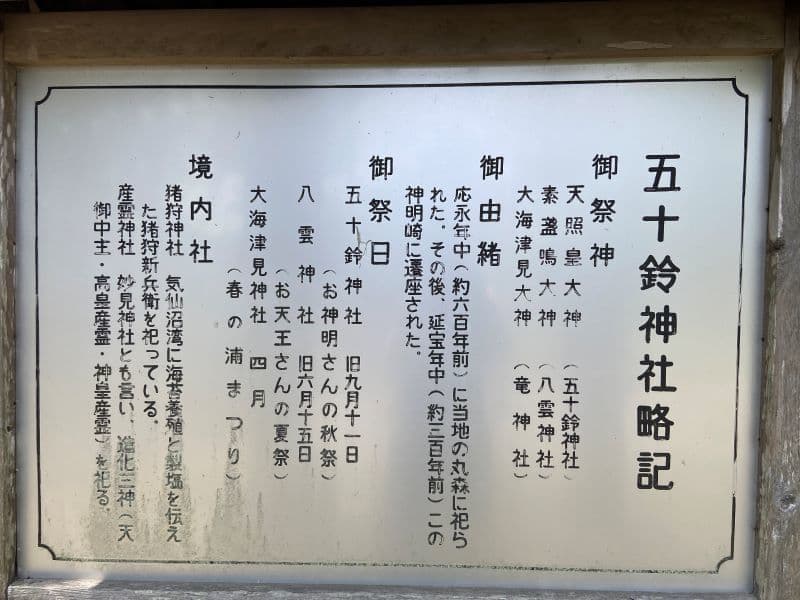 五十鈴神社略記
御祭神
天照皇大神（五十鈴神社）
素盞鳴大神（八雲神社）
大海津見大神（竜神社）
御由緒
応永年中（約六百年前）に当地の丸森に祀ら
れた。その後、延宝年中（約三百年前）この
神明崎に遷座された。
御祭日
五十鈴神社　旧九月十一日
（お神明さんの秋祭）
八雲神社　旧六月十五日
（お天王さんの夏祭）
大海津見神社　四月
（春の浦まつり）
境内社
猪狩神社　気仙沼湾に海苔養殖と製塩を伝え
た猪狩新兵衛を祀っている。
産霊神社　妙見神社とも言い、造化三神（天
御中主・高皇産霊・神皇産霊）を祀る。